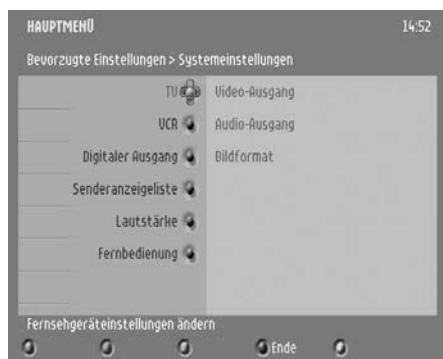 HAUPTMENÜ 14:52
Bevorzugte Einstellungen > Systemeinstellungen
TV Video-Ausgang
VCR Audio-Ausgang
Digitaler Ausgang Bildformat
Senderanzeigeliste
Lautstärke
Fernbedienung
Fernsehgeräteinstellungen ändern
Ende